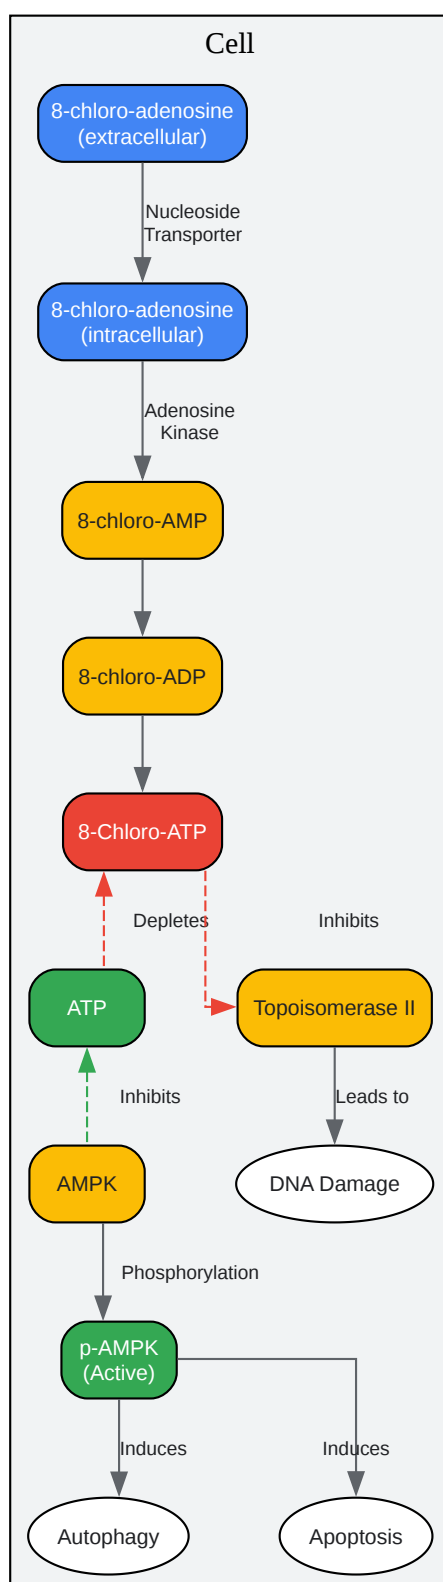 Cell
8-chloro-adenosine
(extracellular)
Nucleoside
Transporter
8-chloro-adenosine
(intracellular)
Adenosine
Kinase
8-chloro-AMP
8-chloro-ADP
8-Chloro-ATP
Depletes
Inhibits
ATP
Topoisomerase II
Inhibits
Leads to
AMPK
DNA Damage
Phosphorylation
p-AMPK
(Active)
Induces
Induces
Autophagy
Apoptosis